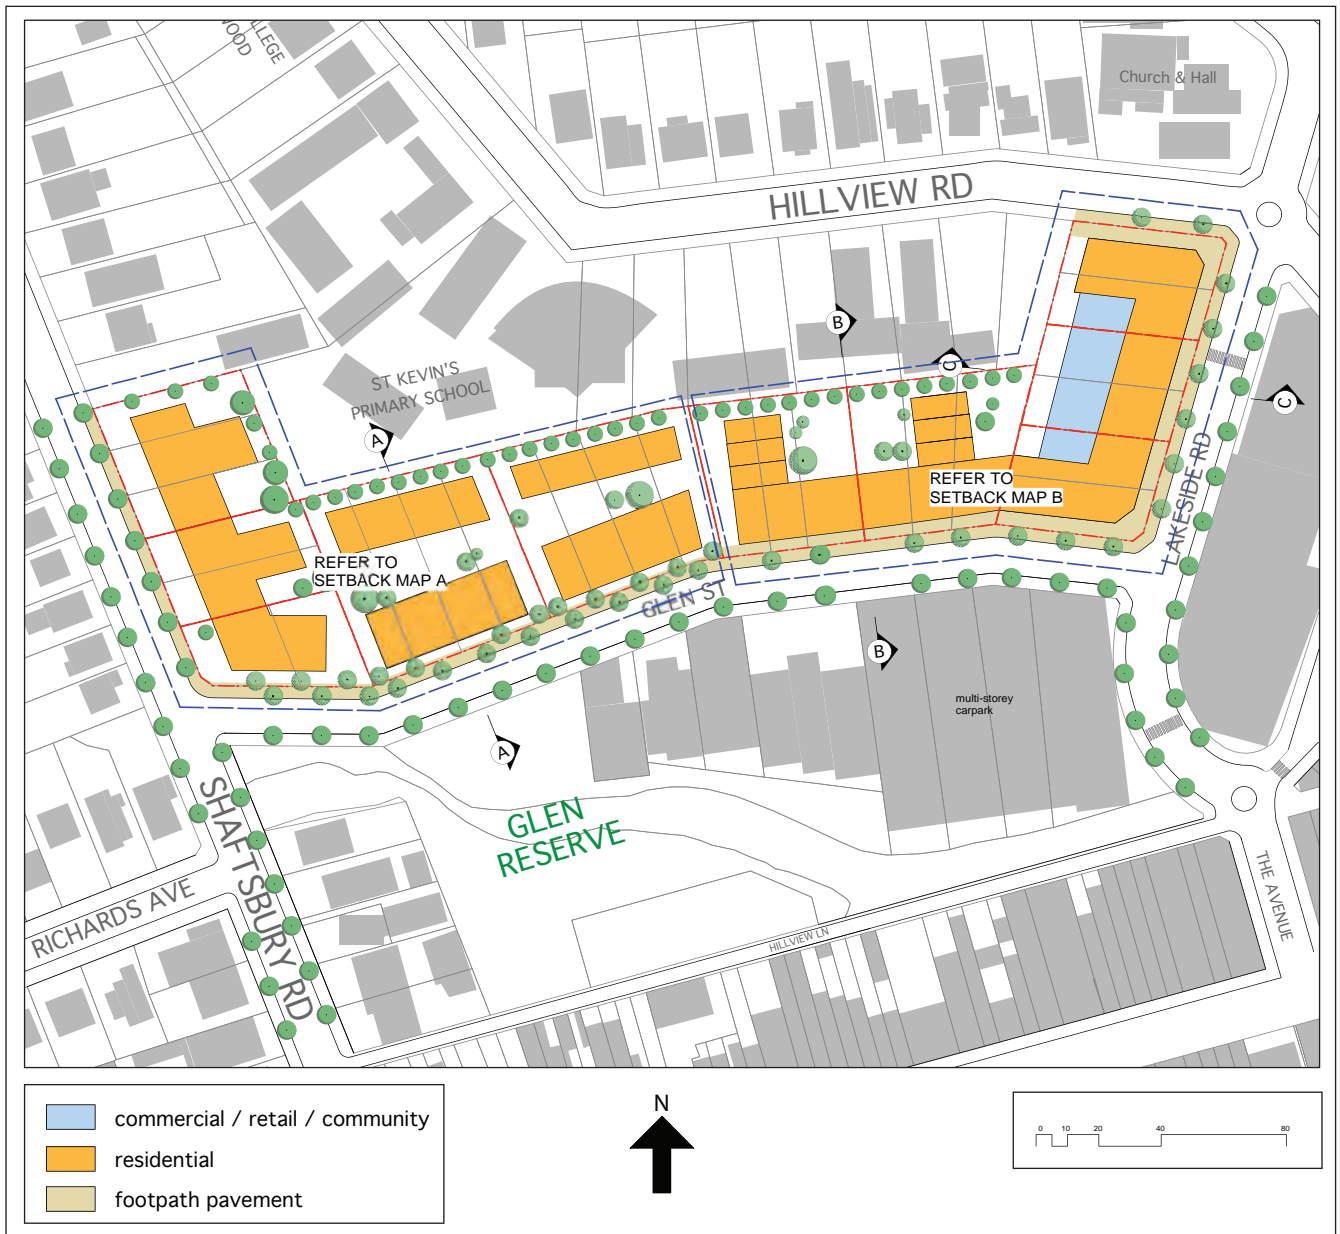 WOOD
LLEGE
Church & Hall
HILLVIEW RD
B
ST KEVIN'S
PRIMARY SCHOOL
C
C
A
LAKESIDE RD
REFER TO
SETBACK MAP B
REFER TO
SETBACK MAP A
GLEN ST
B
multi-storey
carpark
A
SHAFTSBURY RD
GLEN
RESERVE
RICHARDS AVE
THE AVENUE
HILLVIEW LN
commercial / retail / community
residential
footpath pavement
N
0 10 20 40 80